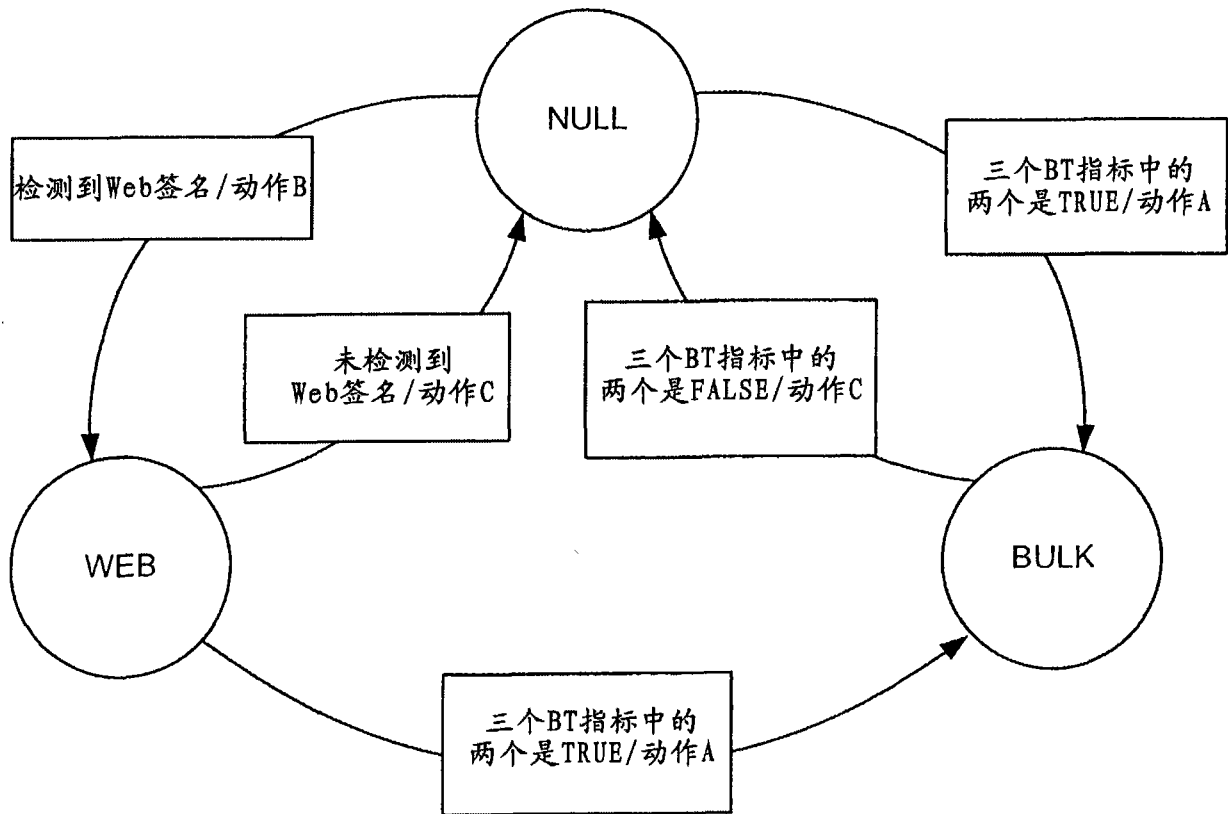 NULL
检测到Web签名/动作B
三个BT指标中的
两个是TRUE/动作A
未检测到
Web签名/动作C
三个BT指标中的
两个是FALSE/动作C
WEB
BULK
三个BT指标中的
两个是TRUE/动作A